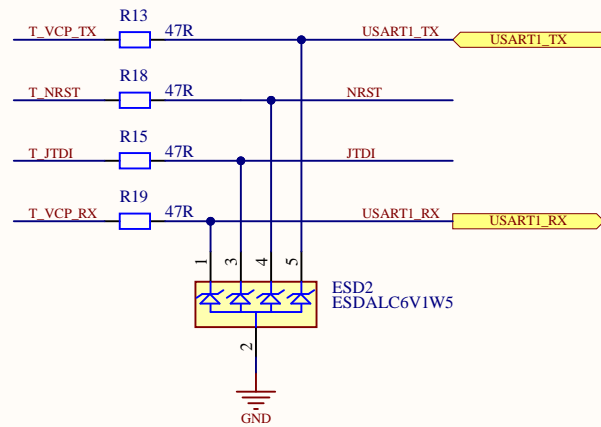 R13
T_VCP_TX 47R USART1_TX USART1_TX
R18
T_NRST 47R NRST
R15
T_JTDI 47R JTDI
R19
T_VCP_RX 47R USART1_RX USART1_RX
1 3 4 5
ESD2
ESDALC6V1W5
2
GND